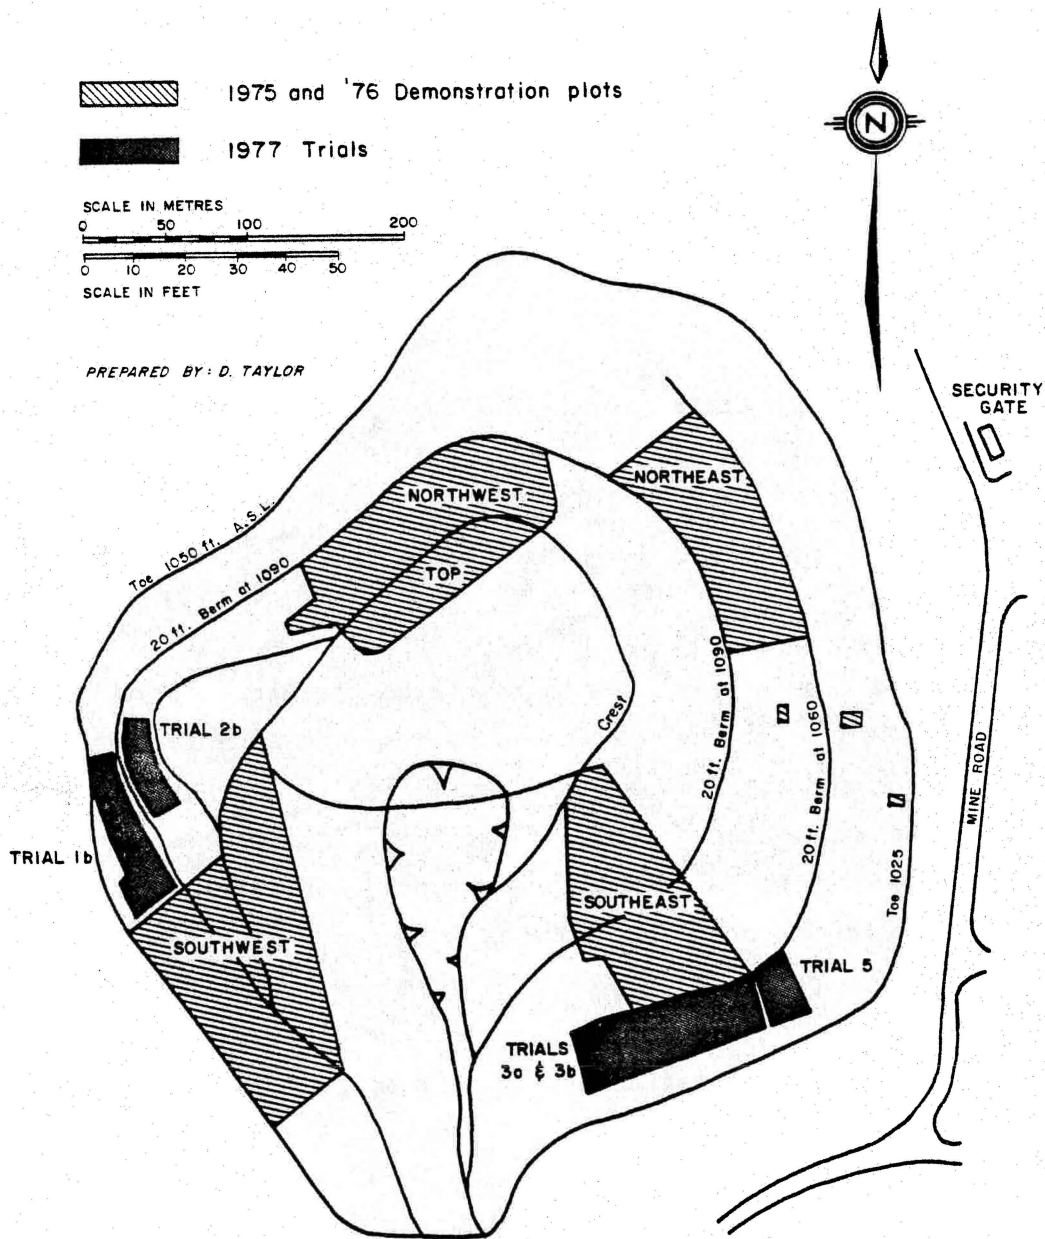 1975 and '76 Demonstration plots
1977 Trials
N
SCALE IN METRES
0 50 100 200
0 10 20 30 40 50
SCALE IN FEET
PREPARED BY: D. TAYLOR
SECURITY
GATE
NORTHWEST
NORTHEAST
TOP
Toe 1050 ft. A.S.L.
20 ft. Berm at 1090
TRIAL 2b
Crest
20 ft. Berm at 1090
20 ft. Berm at 1060
MINE ROAD
TRIAL 1b
Toe 1025
SOUTHEAST
SOUTHWEST
TRIAL 5
TRIALS
3a & 3b